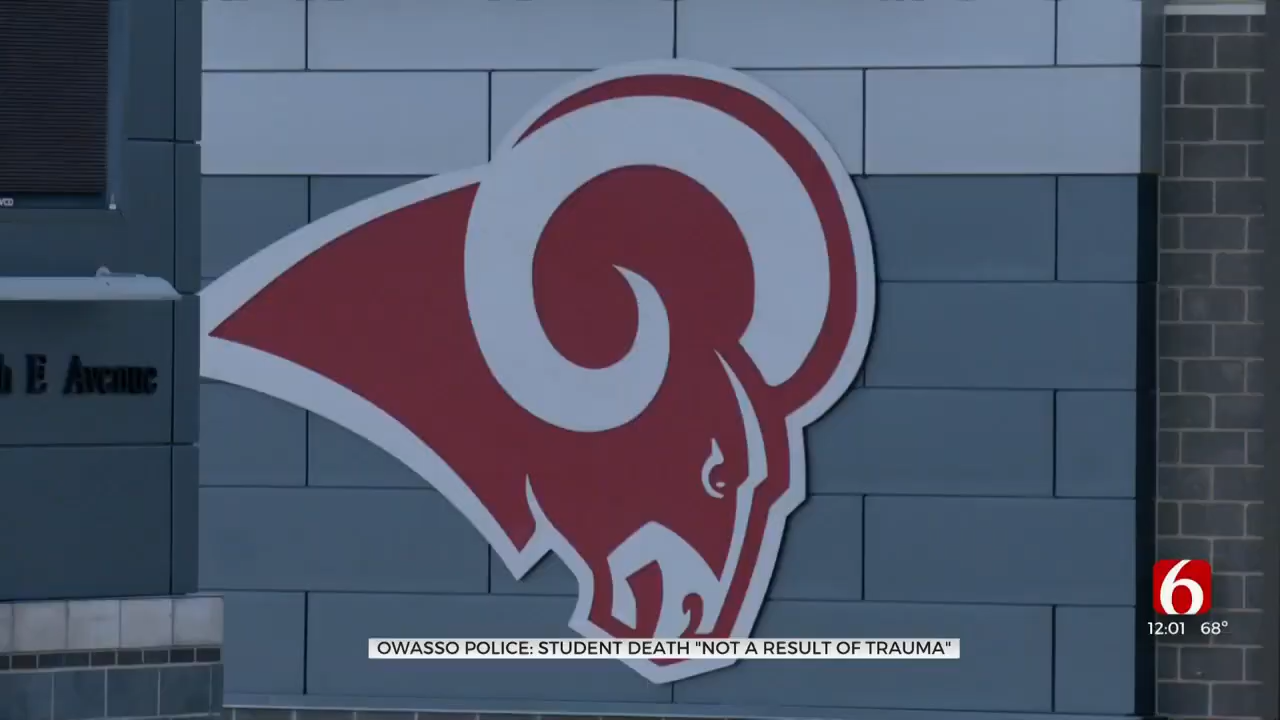 E Avenue
OWASSO POLICE: STUDENT DEATH "NOT A RESULT OF TRAUMA"
6
12:01 68°